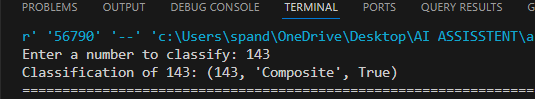 PROBLEMS OUTPUT DEBUG CONSOLE TERMINAL PORTS QUERY RESULTS
r' '56790' '--' 'c:\Users\spand\OneDrive\Desktop\AI ASSISSTENT\a
Enter a number to classify: 143
Classification of 143: (143, 'Composite', True)
==========================================================================